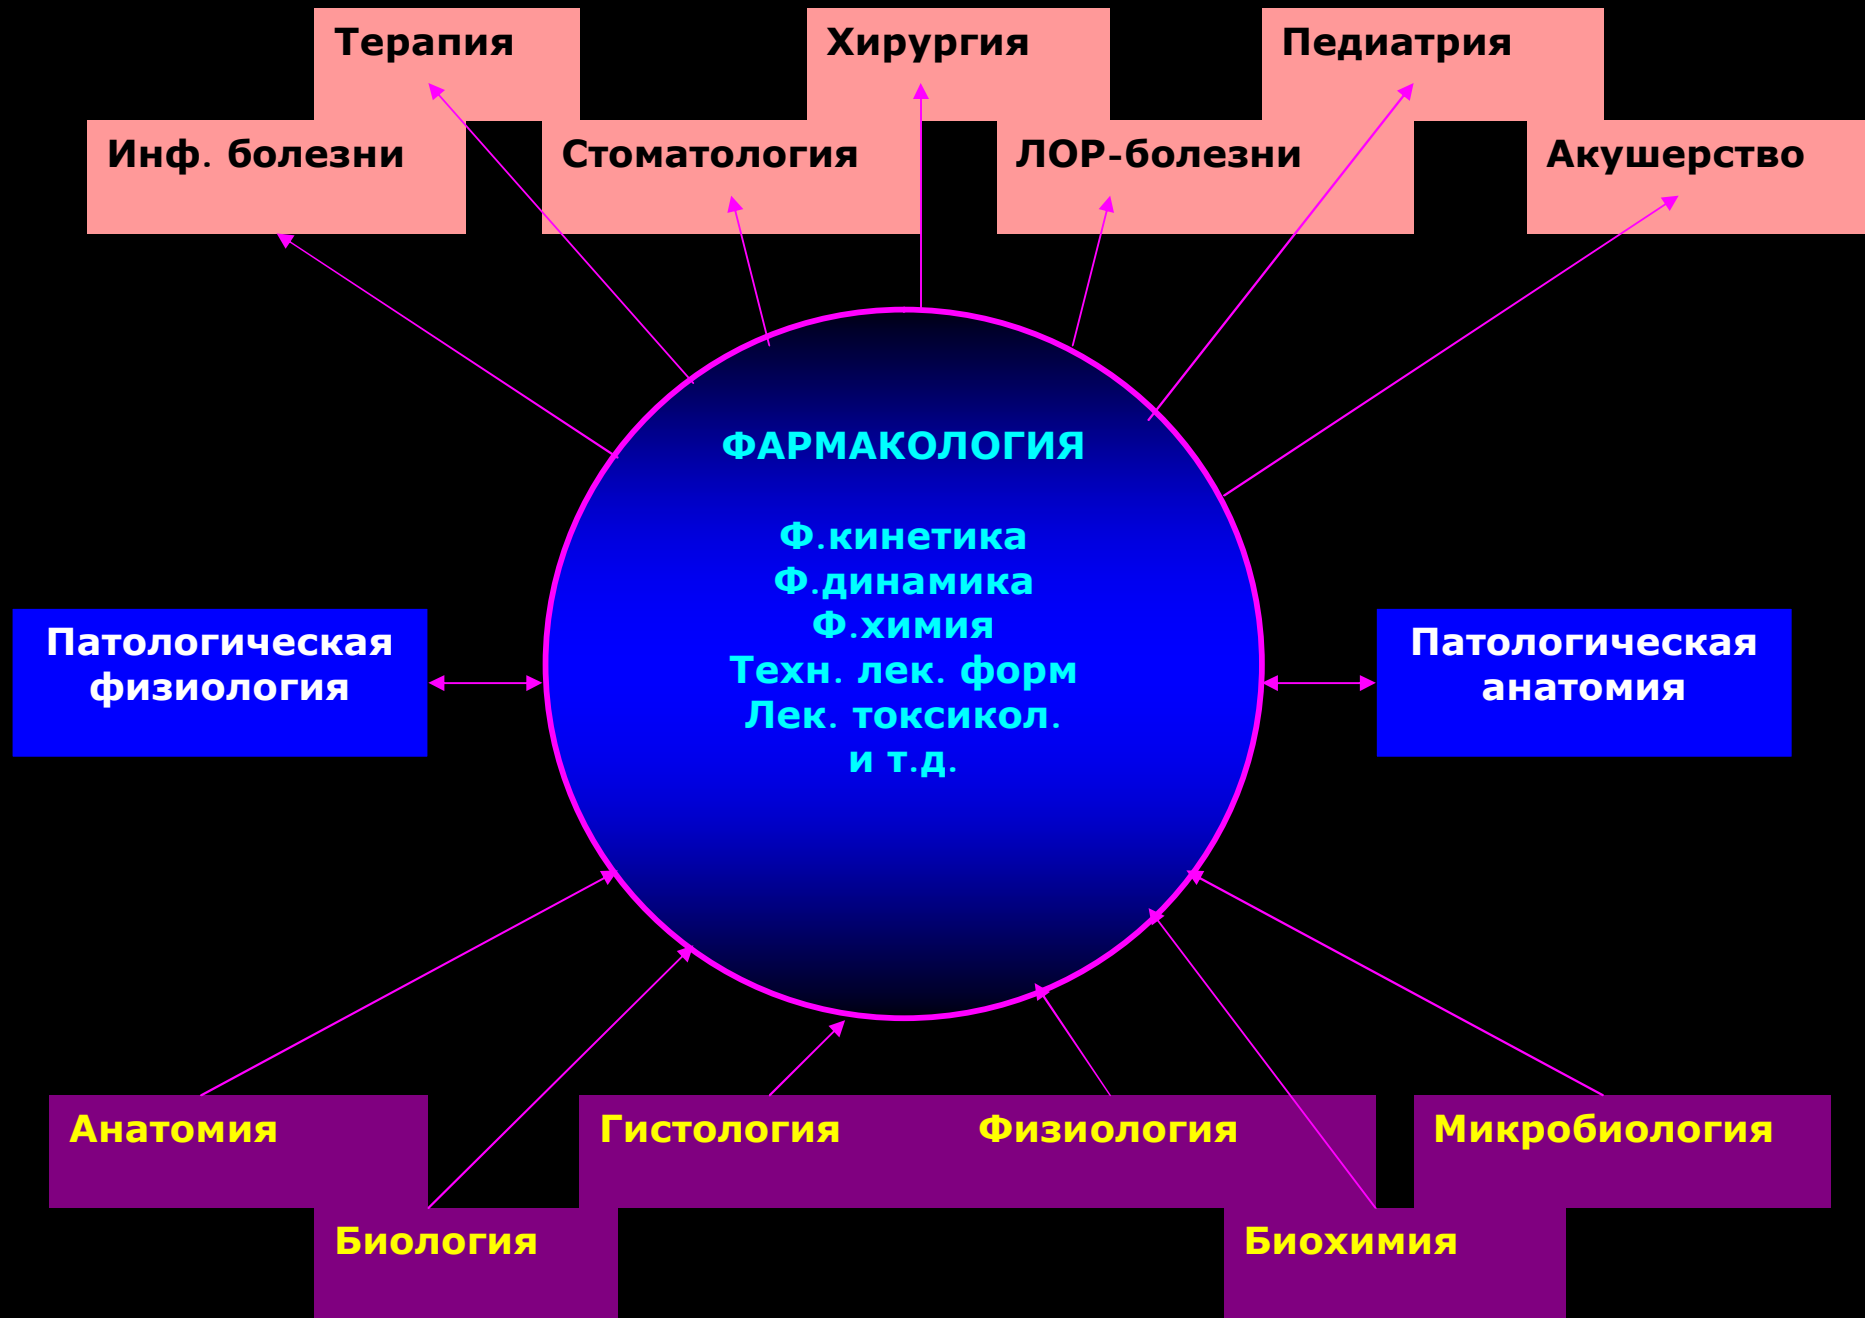 Терапия
Хирургия
Педиатрия
Инф. болезни
Стоматология
ЛОР-болезни
Акушерство
ФАРМАКОЛОГИЯ
Ф.кинетика
Ф.динамика
Ф.химия
Техн. лек. форм
Лек. токсикол.
и т.д.
Патологическая
физиология
Патологическая
анатомия
Анатомия
Гистология
Физиология
Микробиология
Биология
Биохимия